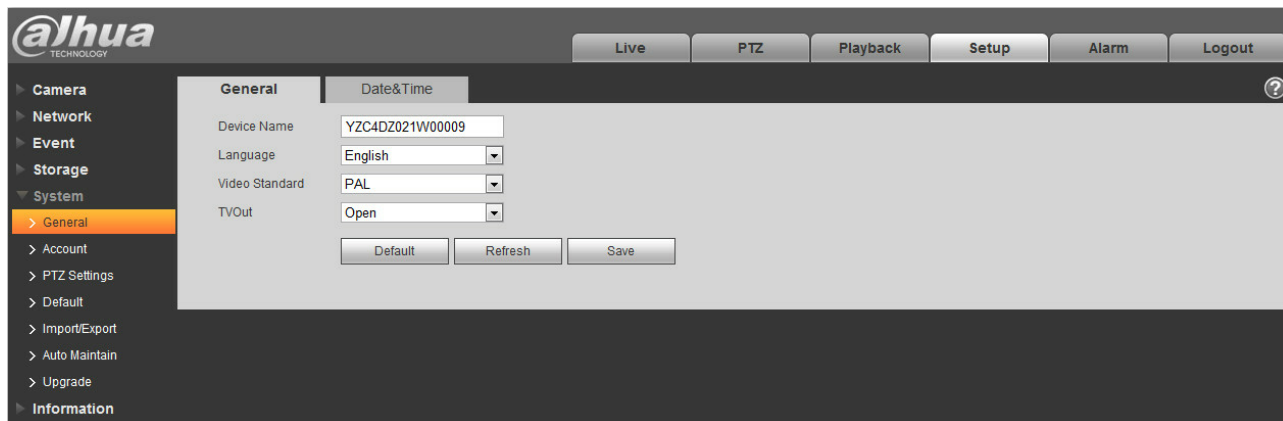 alhua
TECHNOLOGY
Live PTZ Playback Setup Alarm Logout
Camera
Network
Event
Storage
System
> General
> Account
> PTZ Settings
> Default
> Import/Export
> Auto Maintain
> Upgrade
Information
General Date&Time
?
Device Name YZC4DZ021W00009
Language English
Video Standard PAL
TVOut Open
Default Refresh Save